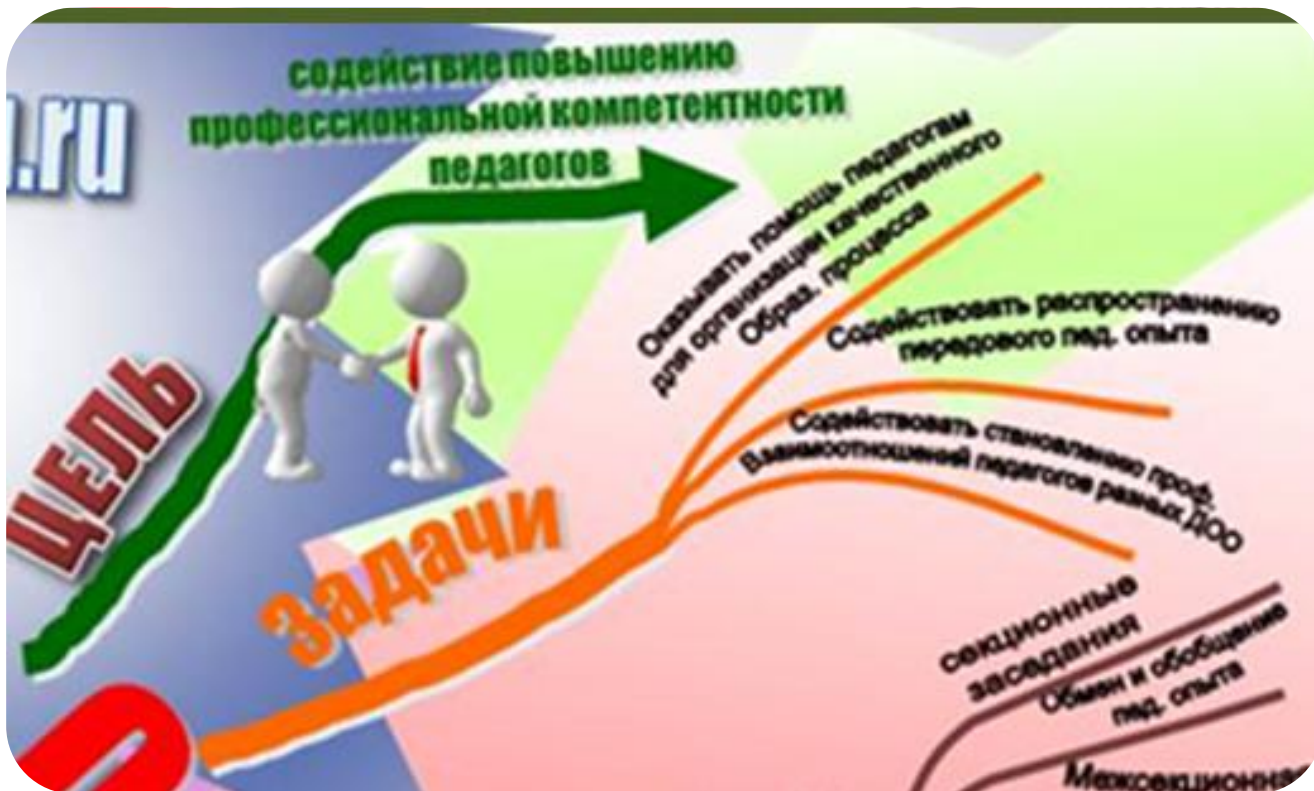 .ru
содействие повышению
профессиональной компетентности
педагогов
ЦЕЛЬ
Оказывать помощь педагогам
для организации качественного
Образ. процесса
Содействовать распространению
передового пед. опыта
Содействовать становлению проф.
Взаимоотношений педагогов разных ДОО
Задачи
секционные
заседания
Обмен и обобщение
пед. опыта